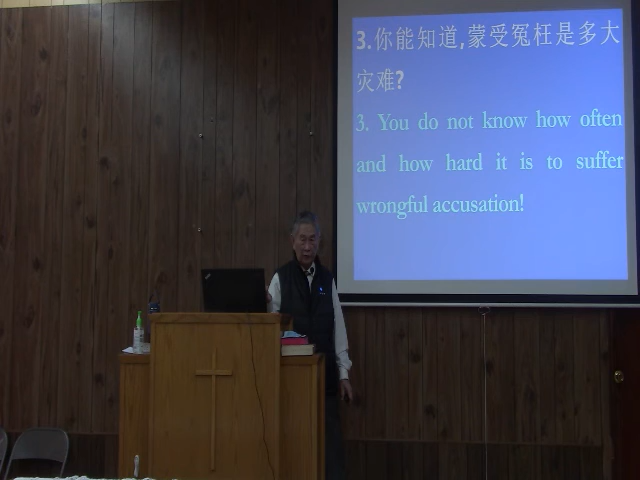 3.你能知道,蒙受冤枉是多大
灾难?
3. You do not know how often
and how hard it is to suffer
wrongful accusation!